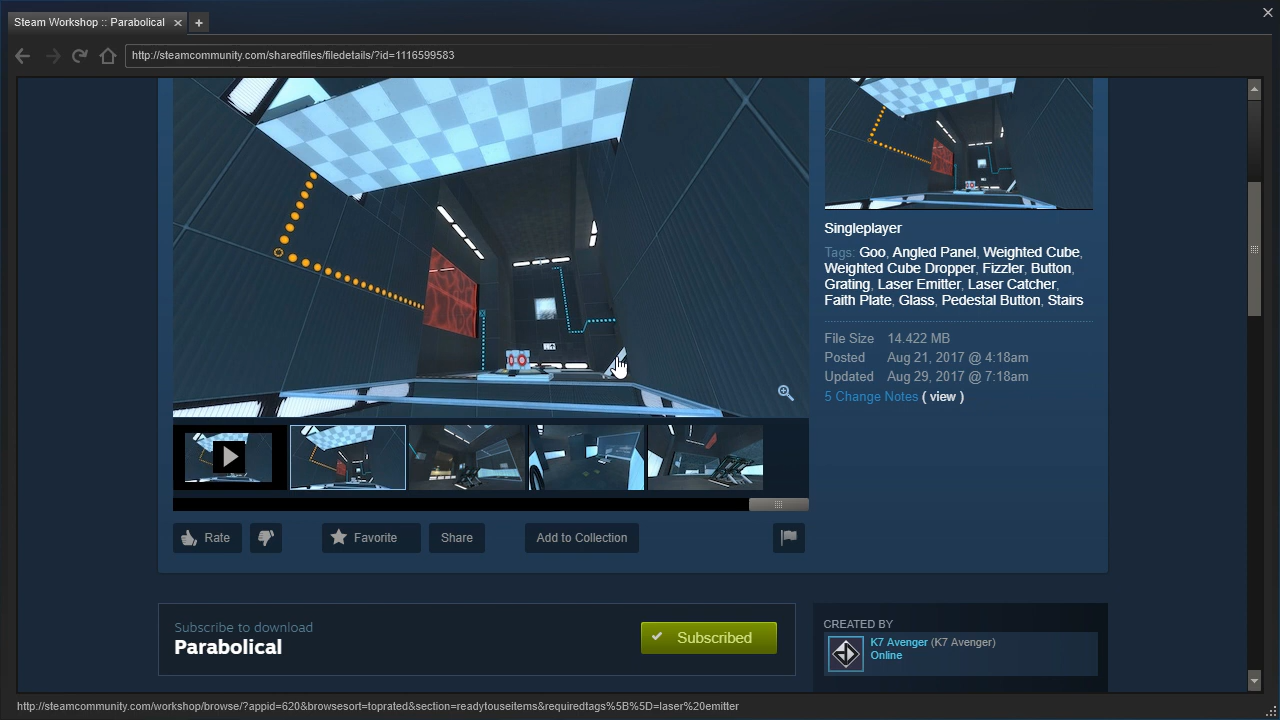 Steam Workshop :: Parabolical
http://steamcommunity.com/sharedfiles/filedetails/?id=1116599583
Singleplayer
Tags: Goo, Angled Panel, Weighted Cube,
Weighted Cube Dropper, Fizzler, Button,
Grating, Laser Emitter, Laser Catcher,
Faith Plate, Glass, Pedestal Button, Stairs
File Size 14.422 MB
Posted Aug 21, 2017 @ 4:18am
Updated Aug 29, 2017 @ 7:18am
5 Change Notes ( view )
Rate Favorite Share Add to Collection
Subscribe to download
Parabolical
Subscribed
CREATED BY
K7 Avenger (K7 Avenger)
Online
http://steamcommunity.com/workshop/browse/?appid=620&browsesort=toprated&section=readytouseitems&requiredtags%5B%5D=laser%20emitter